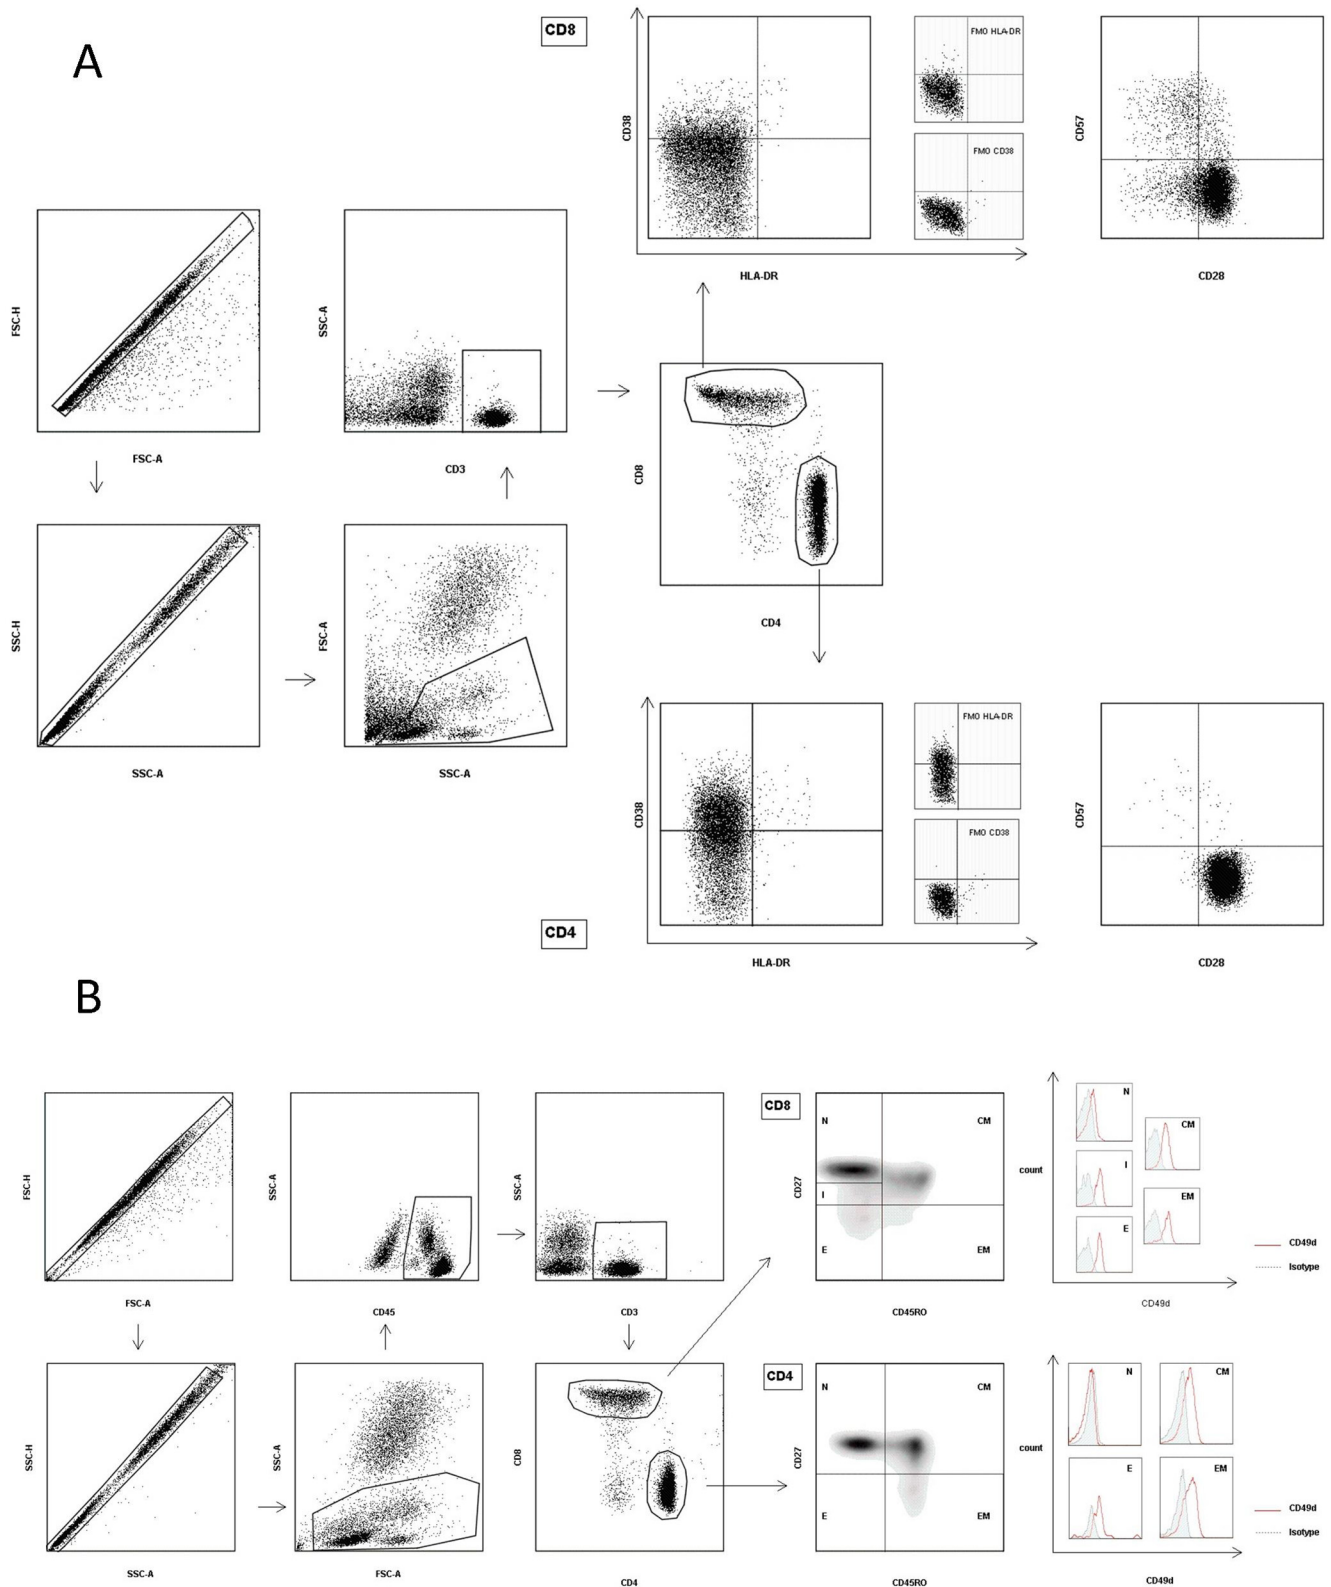 A
CD8
CD38
HLA-DR
FMO HLA-DR
FMO CD38
CD57
CD28
FSC-H
FSC-A
SSC-A
CD3
SSC-H
SSC-A
FSC-A
SSC-A
CD8
CD4
CD4
CD38
HLA-DR
FMO HLA-DR
FMO CD38
CD57
CD28
B
FSC-H
FSC-A
SSC-A
CD45
SSC-A
CD3
CD8
N
CM
I
E
EM
CD27
CD45RO
count
N
CM
I
EM
E
CD49d
Isotype
CD49d
SSC-H
SSC-A
SSC-A
FSC-A
CD8
CD4
CD4
N
CM
E
EM
CD27
CD45RO
count
N
CM
E
EM
CD49d
Isotype
CD49d